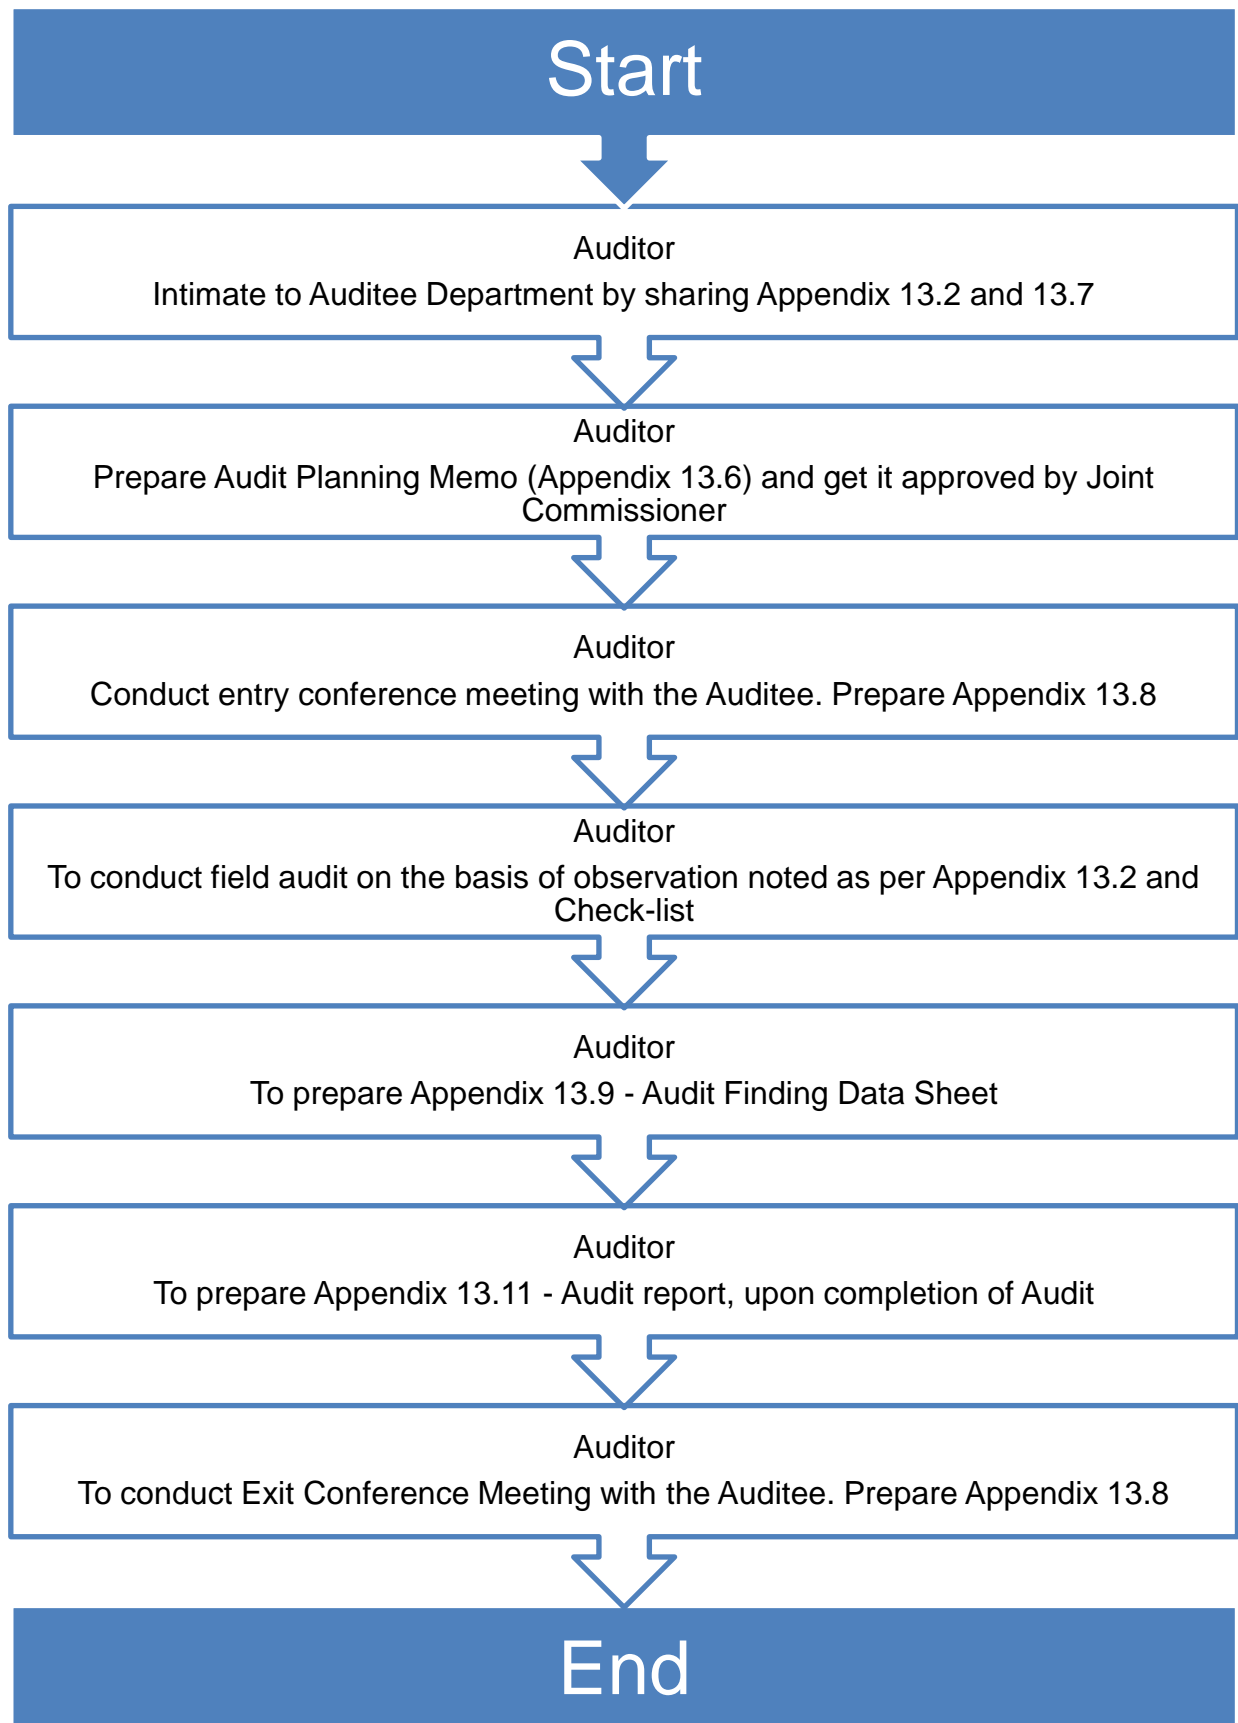 Start
Auditor
Intimate to Auditee Department by sharing Appendix 13.2 and 13.7
Auditor
Prepare Audit Planning Memo (Appendix 13.6) and get it approved by Joint
Commissioner
Auditor
Conduct entry conference meeting with the Auditee. Prepare Appendix 13.8
Auditor
To conduct field audit on the basis of observation noted as per Appendix 13.2 and
Check-list
Auditor
To prepare Appendix 13.9 - Audit Finding Data Sheet
Auditor
To prepare Appendix 13.11 - Audit report, upon completion of Audit
Auditor
To conduct Exit Conference Meeting with the Auditee. Prepare Appendix 13.8
End